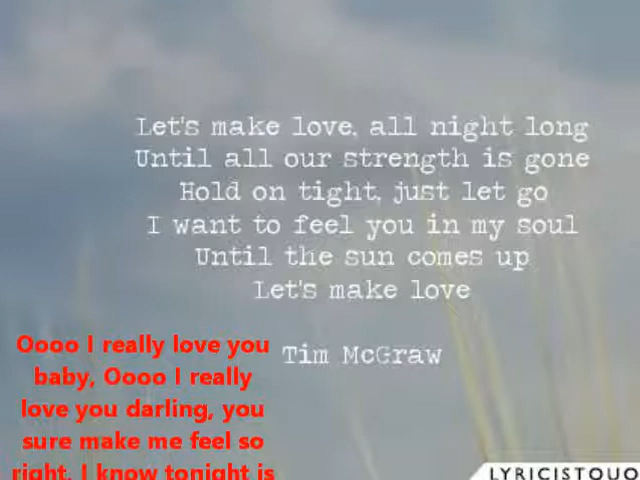 Let's make love, all night long
Until all our strength is gone
Hold on tight, just let go
I want to feel you in my soul
Until the sun comes up
Let's make love
Tim McGraw
Oooo I really love you
baby, Oooo I really
love you darling, you
sure make me feel so
right, I know tonight is
LYRICISTQUO